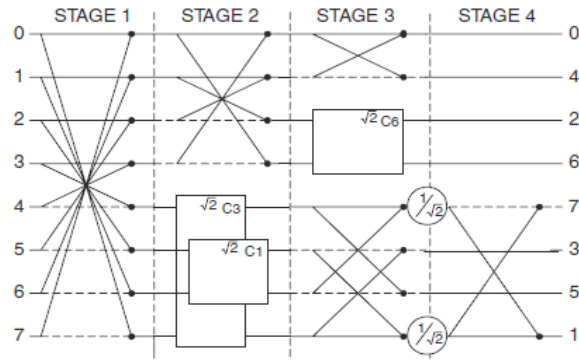 STAGE 1 STAGE 2 STAGE 3 STAGE 4
0 0
1 4
2 √2 C6 2
3 6
4 √2 C3 1/√2 7
5 √2 C1 3
6 5
7 1/√2 1